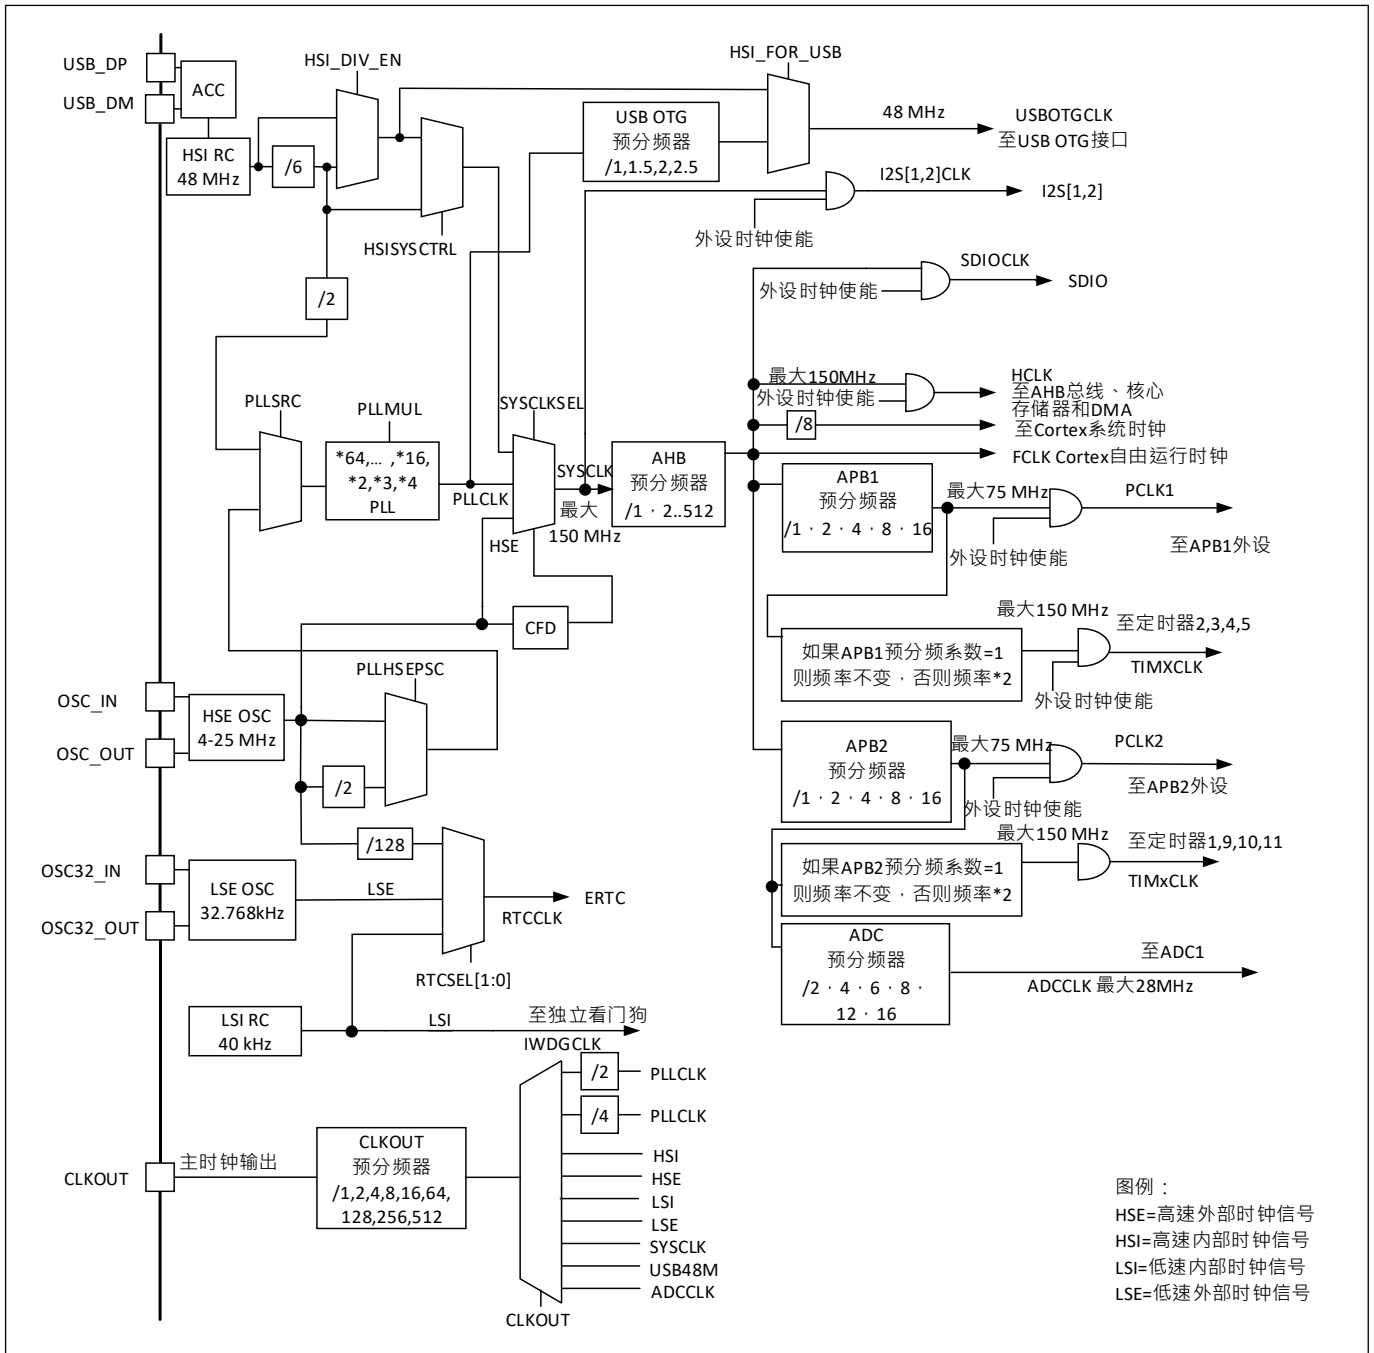 USB_DP
USB_DM
ACC
HSI RC
48 MHz
/6
HSI_DIV_EN
HSISYSCTRL
/2
HSI_FOR_USB
USB OTG
预分频器
/1,1.5,2,2.5
48 MHz
USBOTGCLK
至USB OTG接口
I2S[1,2]CLK
I2S[1,2]
外设时钟使能
SDIOCLK
SDIO
外设时钟使能
最大150MHz
外设时钟使能
HCLK
至AHB总线、核心
存储器和DMA
/8
至Cortex系统时钟
FCLK Cortex自由运行时钟
PLLSRC
PLLMUL
*64,... ,*16,
*2,*3,*4
PLL
PLLCLK
SYSCLKSEL
HSE
SYSCLK
最大
150 MHz
AHB
预分频器
/1 · 2..512
APB1
预分频器
/1 · 2 · 4 · 8 · 16
最大75 MHz
外设时钟使能
PCLK1
至APB1外设
CFD
如果APB1预分频系数=1
则频率不变 · 否则频率*2
最大150 MHz
外设时钟使能
至定时器2,3,4,5
TIMXCLK
OSC_IN
OSC_OUT
HSE OSC
4-25 MHz
PLLHSEPSC
/2
APB2
预分频器
/1 · 2 · 4 · 8 · 16
最大75 MHz
外设时钟使能
PCLK2
至APB2外设
如果APB2预分频系数=1
则频率不变 · 否则频率*2
最大150 MHz
至定时器1,9,10,11
TIMxCLK
/128
OSC32_IN
OSC32_OUT
LSE OSC
32.768kHz
LSE
RTCCLK
ERTC
RTCSEL[1:0]
ADC
预分频器
/2 · 4 · 6 · 8 ·
12 · 16
至ADC1
ADCCLK 最大28MHz
LSI RC
40 kHz
LSI
至独立看门狗
IWDGCLK
/2
PLLCLK
/4
PLLCLK
HSI
HSE
LSI
LSE
SYSCLK
USB48M
ADCCLK
CLKOUT
CLKOUT
主时钟输出
CLKOUT
预分频器
/1,2,4,8,16,64,
128,256,512
图例：
HSE=高速外部时钟信号
HSI=高速内部时钟信号
LSI=低速内部时钟信号
LSE=低速外部时钟信号